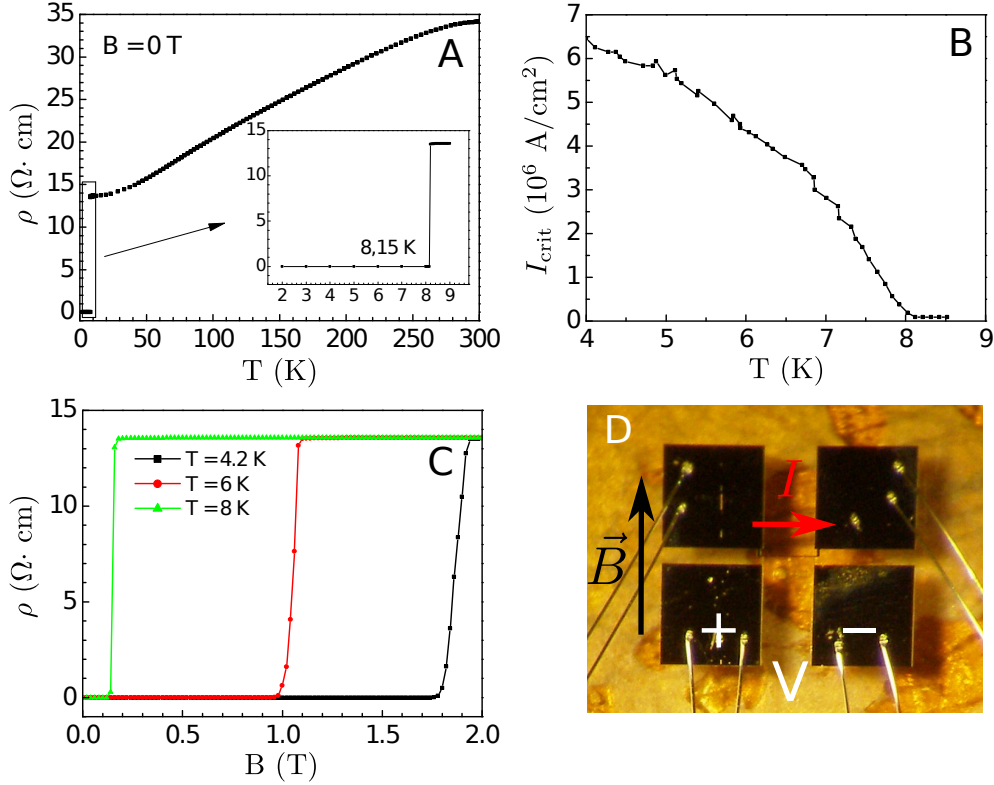 B = 0 T
A
ρ (Ω· cm)
35
30
25
20
15
10
5
0
0 50 100 150 200 250 300
T (K)
15
10
5
0
8,15 K
2 3 4 5 6 7 8 9
B
I_crit (10^6 A/cm^2)
7
6
5
4
3
2
1
0
4 5 6 7 8 9
T (K)
C
ρ (Ω· cm)
15
10
5
0
T = 4.2 K
T = 6 K
T = 8 K
0.0 0.5 1.0 1.5 2.0
B (T)
D
I
B⃗
+ −
V